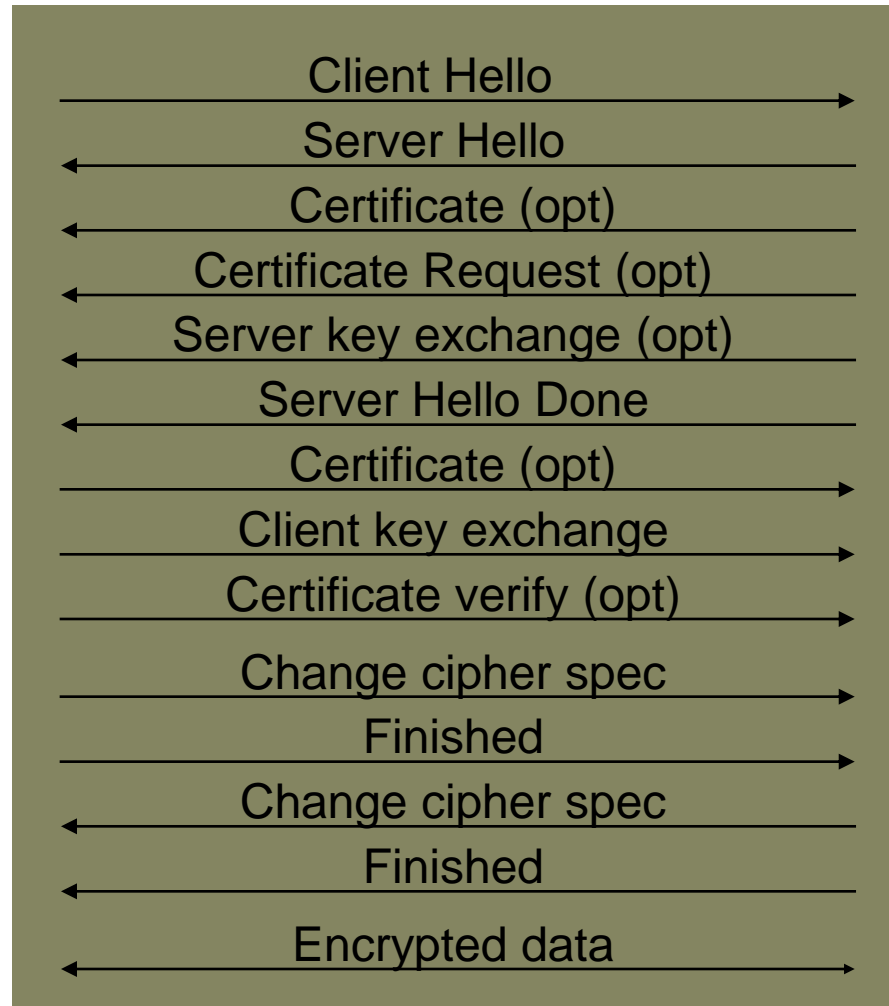 Client Hello
Server Hello
Certificate (opt)
Certificate Request (opt)
Server key exchange (opt)
Server Hello Done
Certificate (opt)
Client key exchange
Certificate verify (opt)
Change cipher spec
Finished
Change cipher spec
Finished
Encrypted data